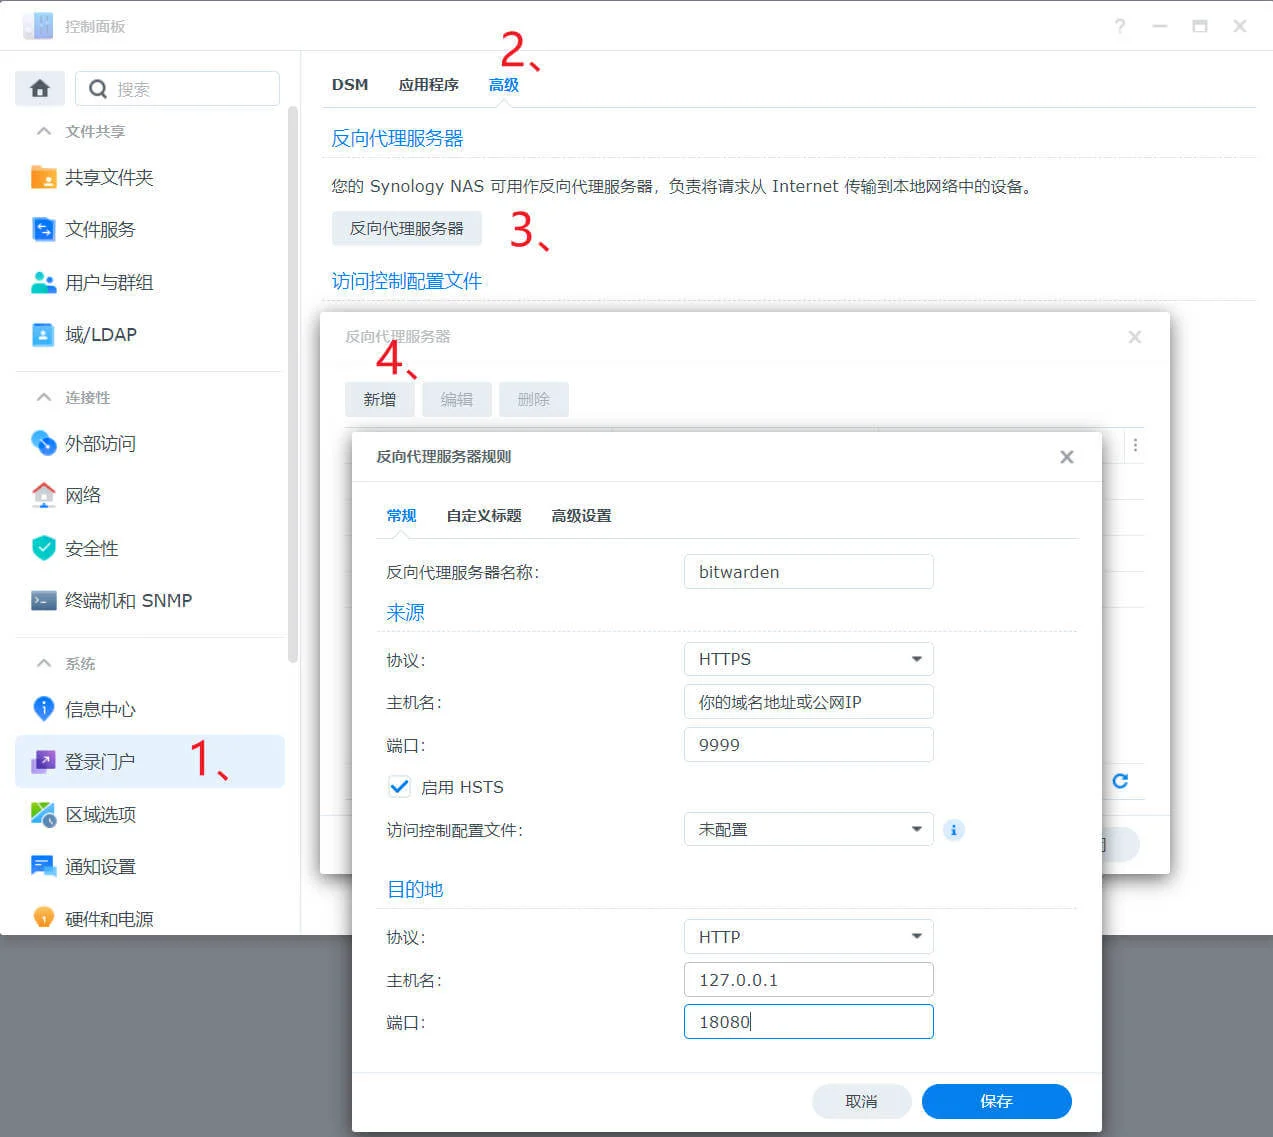 控制面板
搜索
文件共享
共享文件夹
文件服务
用户与群组
域/LDAP
连接性
外部访问
网络
安全性
终端机和 SNMP
系统
信息中心
登录门户 1、
区域选项
通知设置
硬件和电源
2、
DSM 应用程序 高级
反向代理服务器
您的 Synology NAS 可用作反向代理服务器，负责将请求从 Internet 传输到本地网络中的设备。
反向代理服务器 3、
访问控制配置文件
反向代理服务器
4、
新增 编辑 删除
反向代理服务器规则
常规 自定义标题 高级设置
反向代理服务器名称: bitwarden
来源
协议: HTTPS
主机名: 你的域名地址或公网IP
端口: 9999
启用 HSTS
访问控制配置文件: 未配置
目的地
协议: HTTP
主机名: 127.0.0.1
端口: 18080
取消 保存